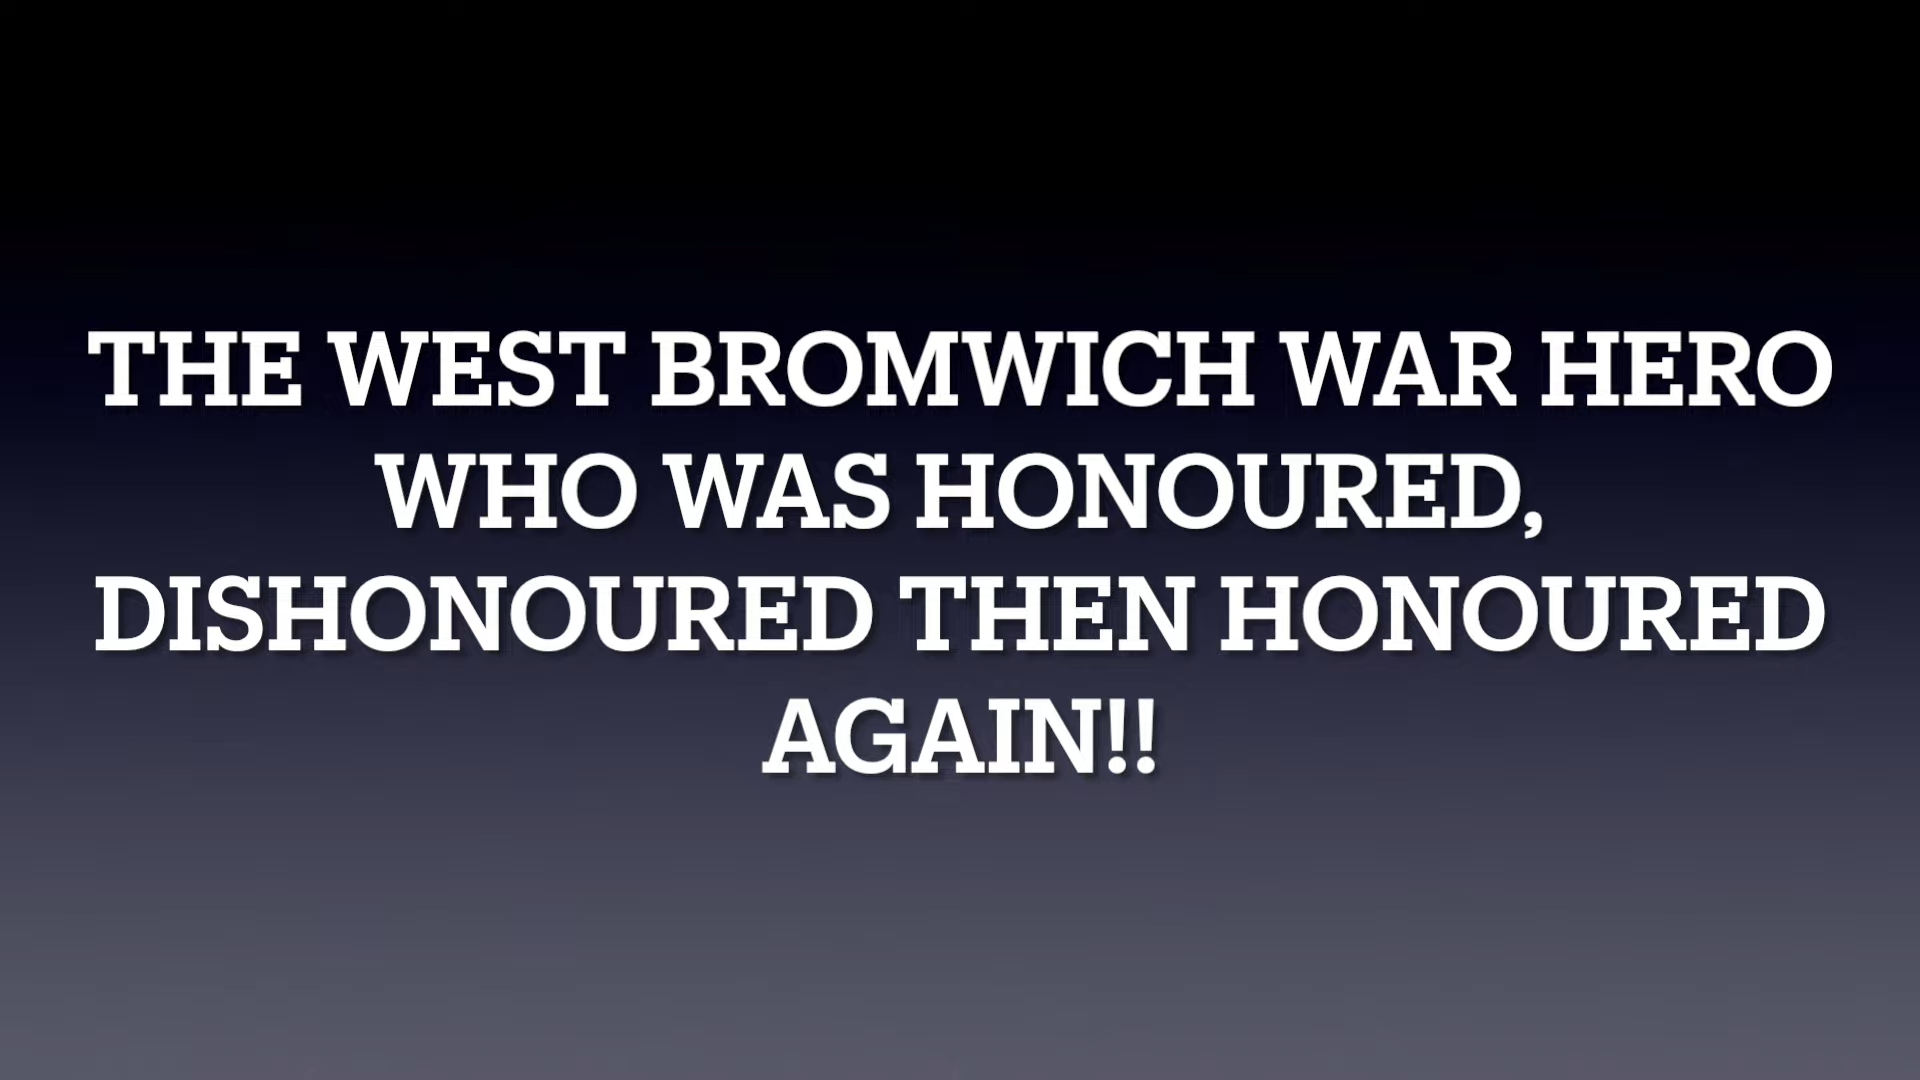 THE WEST BROMWICH WAR HERO
WHO WAS HONOURED,
DISHONOURED THEN HONOURED
AGAIN!!